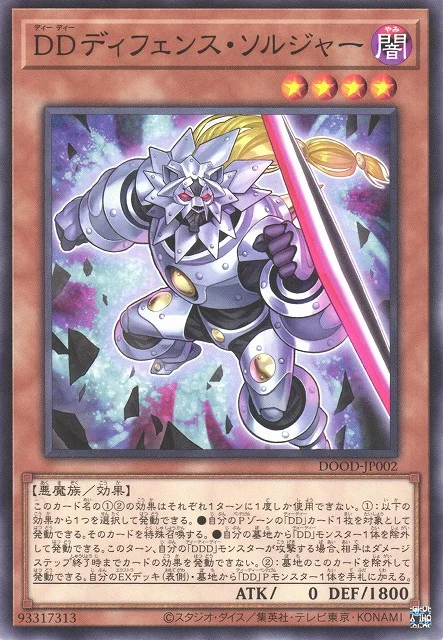 ディー ディー
DDディフェンス・ソルジャー
やみ
闇
DOOD-JP002
【悪魔族／効果】
このカード名の①②の効果はそれぞれ1ターンに1度しか使用できない。①：以下の
効果から1つを選択して発動できる。●自分のPゾーンの「DD」カード1枚を対象とし
て発動できる。そのカードを特殊召喚する。●自分の墓地から「DD」モンスター1体を除外
して発動できる。このターン、自分の「DDD」モンスターが攻撃する場合、相手はダメージ
ステップ終了時までカードの効果を発動できない。②：墓地のこのカードを除外し
て発動できる。自分のEXデッキ（表側）・墓地から「DD」Pモンスター1体を手札に加える。
ATK/ 0 DEF/1800
93317313 ©スタジオ・ダイス／集英社・テレビ東京・KONAMI